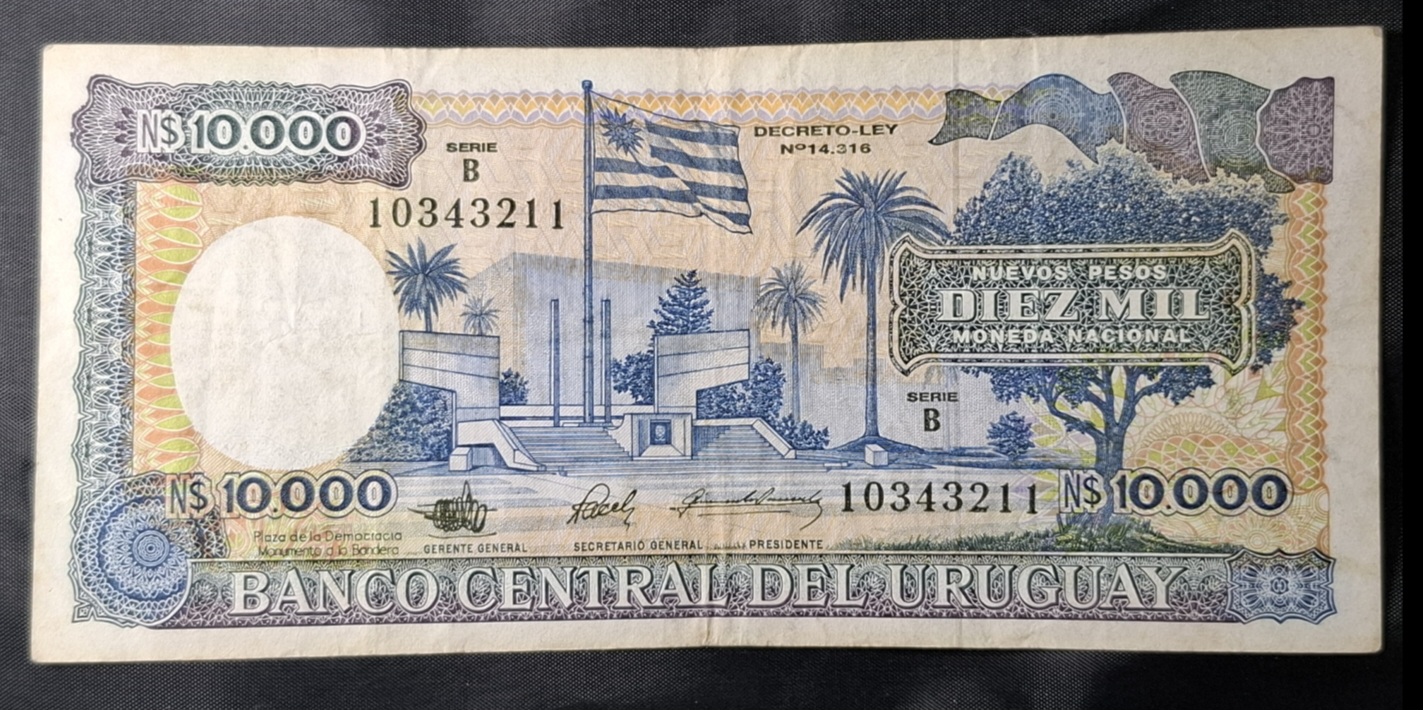 N$ 10.000
SERIE
B
10343211
DECRETO-LEY
Nº14.316
NUEVOS PESOS
DIEZ MIL
MONEDA NACIONAL
SERIE
B
N$ 10.000
10343211
N$ 10.000
Plaza de la Democracia
Monumento a la Bandera
GERENTE GENERAL
SECRETARIO GENERAL
PRESIDENTE
BANCO CENTRAL DEL URUGUAY